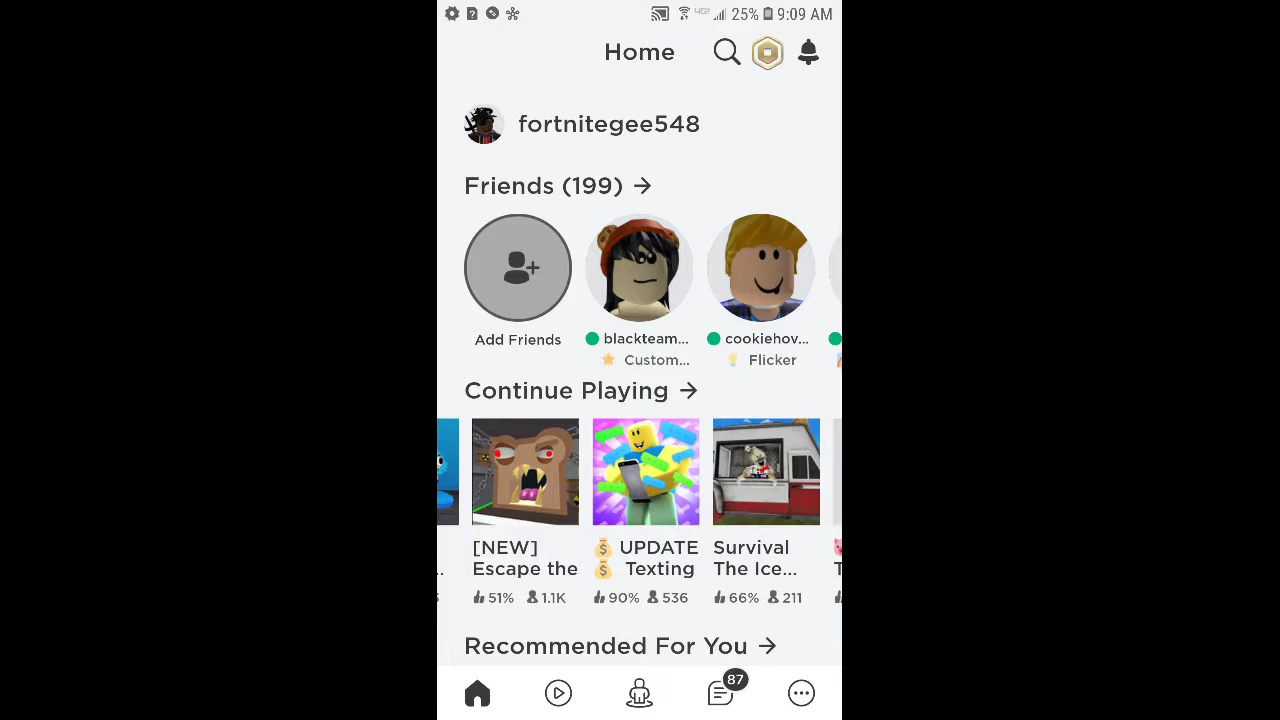 25% 9:09 AM
Home
fortnitegee548
Friends (199)
Add Friends
blackteam... cookiehov...
Custom... Flicker
Continue Playing
[NEW] UPDATE Survival
Escape the Texting The Ice...
51% 1.1K 90% 536 66% 211
Recommended For You
87